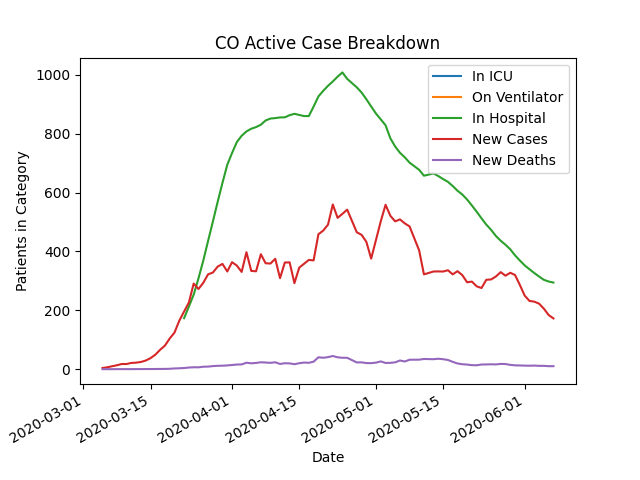 CO Active Case Breakdown
Patients in Category
1000
800
600
400
200
0
In ICU
On Ventilator
In Hospital
New Cases
New Deaths
2020-03-01
2020-03-15
2020-04-01
2020-04-15
2020-05-01
2020-05-15
2020-06-01
Date